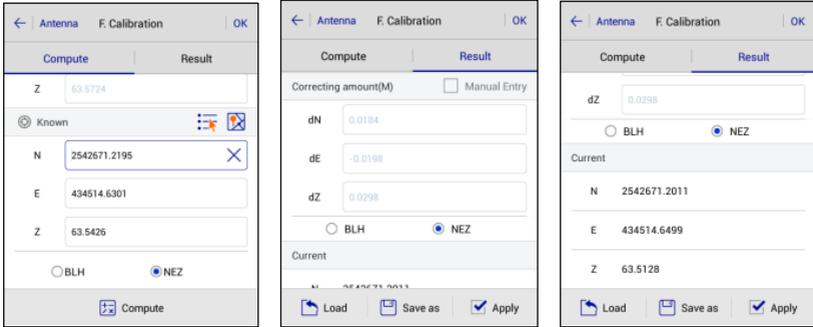 Antenna F. Calibration OK
Compute Result
Z 63.5724
Known
N 2542671.2195
E 434514.6301
Z 63.5426
BLH NEZ
Compute
Antenna F. Calibration OK
Compute Result
Correcting amount(M) Manual Entry
dN 0.0184
dE -0.0198
dZ 0.0298
BLH NEZ
Current
N 2542671.2011
Load Save as Apply
Antenna F. Calibration OK
Compute Result
dZ 0.0298
BLH NEZ
Current
N 2542671.2011
E 434514.6499
Z 63.5128
Load Save as Apply